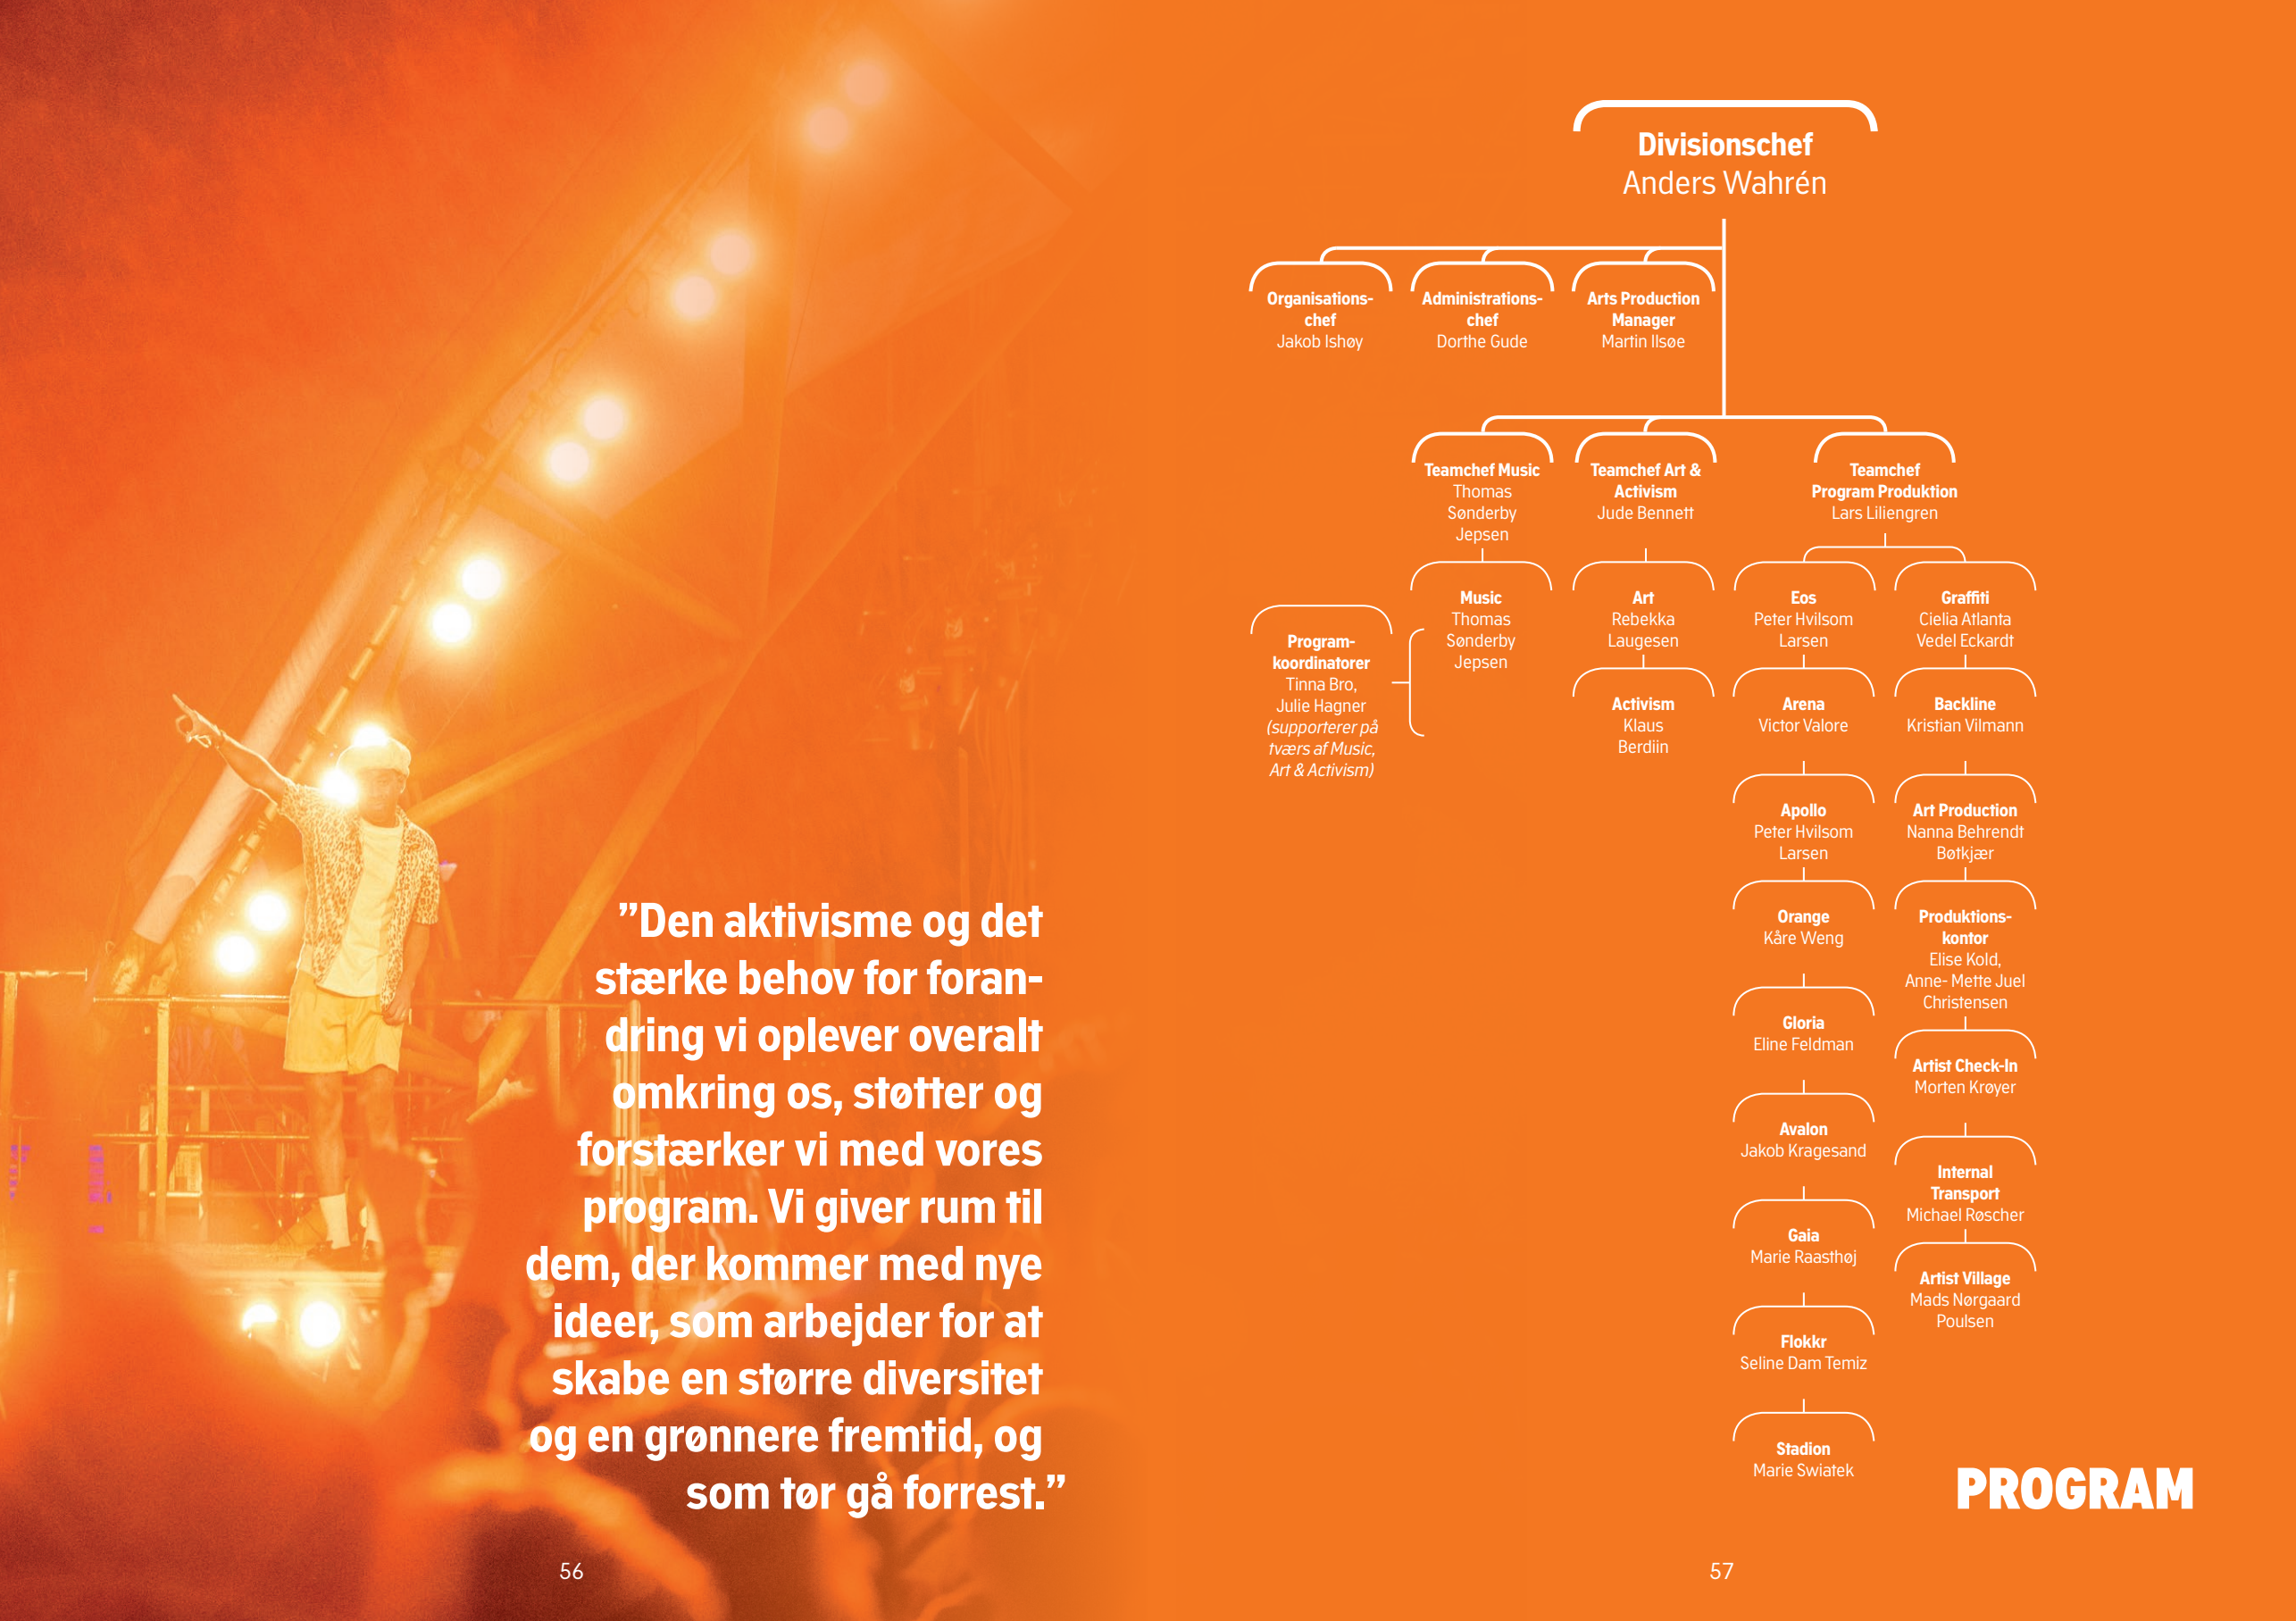 ”Den aktivisme og det
stærke behov for foran-
dring vi oplever overalt
omkring os, støtter og
forstærker vi med vores
program. Vi giver rum til
dem, der kommer med nye
ideer, som arbejder for at
skabe en større diversitet
og en grønnere fremtid, og
som tør gå forrest.”
56
Divisionschef
Anders Wahrén
Organisations-
chef
Jakob Ishøy
Administrations-
chef
Dorthe Gude
Arts Production
Manager
Martin Ilsøe
Teamchef Music
Thomas
Sønderby
Jepsen
Teamchef Art &
Activism
Jude Bennett
Teamchef
Program Produktion
Lars Liliengren
Program-
koordinatorer
Tinna Bro,
Julie Hagner
(supporterer på
tværs af Music,
Art & Activism)
Music
Thomas
Sønderby
Jepsen
Art
Rebekka
Laugesen
Activism
Klaus
Berdiin
Eos
Peter Hvilsom
Larsen
Arena
Victor Valore
Apollo
Peter Hvilsom
Larsen
Orange
Kåre Weng
Gloria
Eline Feldman
Avalon
Jakob Kragesand
Gaia
Marie Raasthøj
Flokkr
Seline Dam Temiz
Stadion
Marie Swiatek
Graffiti
Cielia Atlanta
Vedel Eckardt
Backline
Kristian Vilmann
Art Production
Nanna Behrendt
Bøtkjær
Produktions-
kontor
Elise Kold,
Anne- Mette Juel
Christensen
Artist Check-In
Morten Krøyer
Internal
Transport
Michael Røscher
Artist Village
Mads Nørgaard
Poulsen
PROGRAM
57